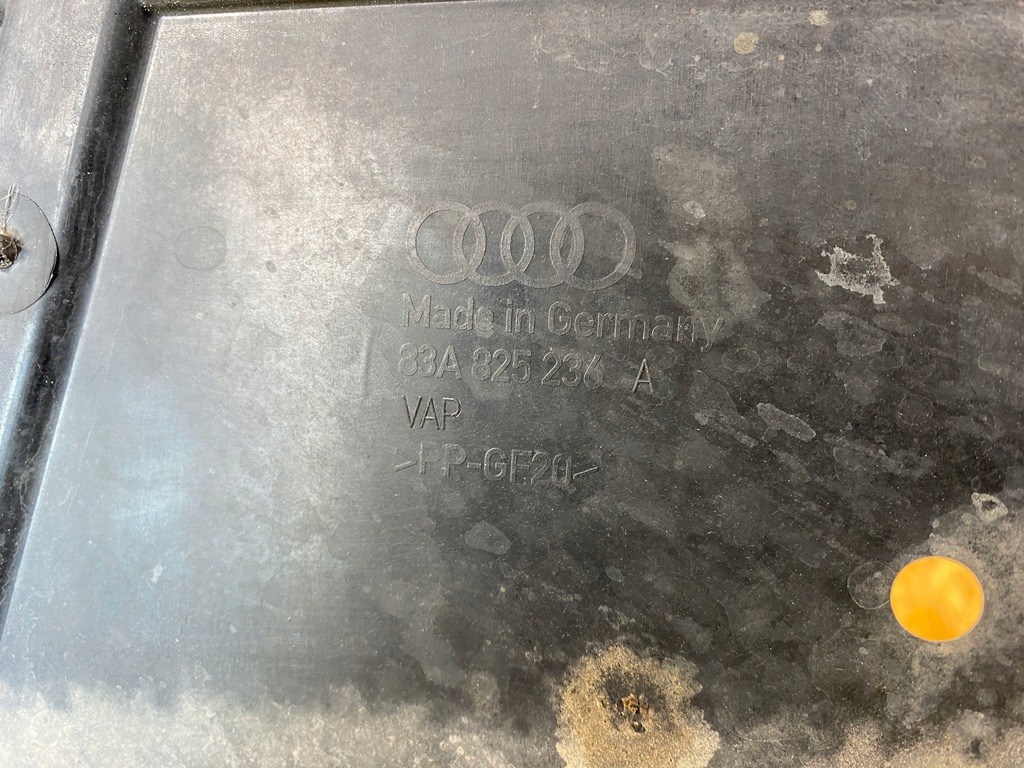 Made in Germany
83A 825 236 A
VAP
>PP-GF20<